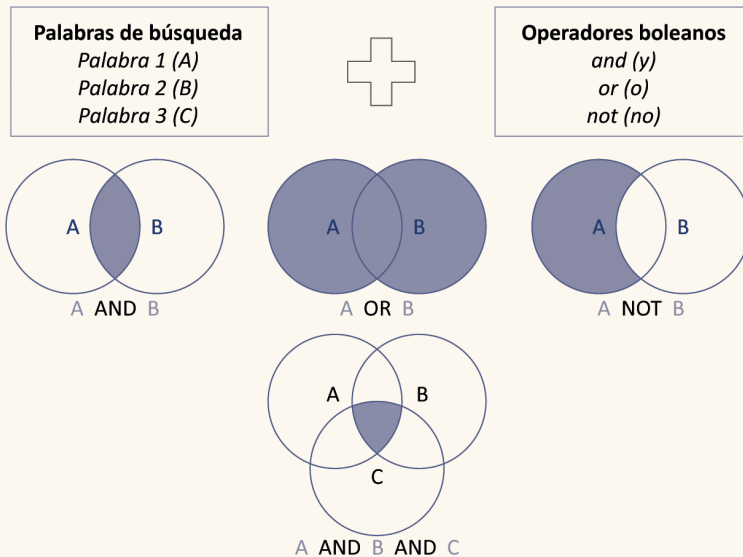 Palabras de búsqueda
Palabra 1 (A)
Palabra 2 (B)
Palabra 3 (C)
Operadores boleanos
and (y)
or (o)
not (no)
A B
A AND B
A B
A OR B
A B
A NOT B
A B
C
A AND B AND C